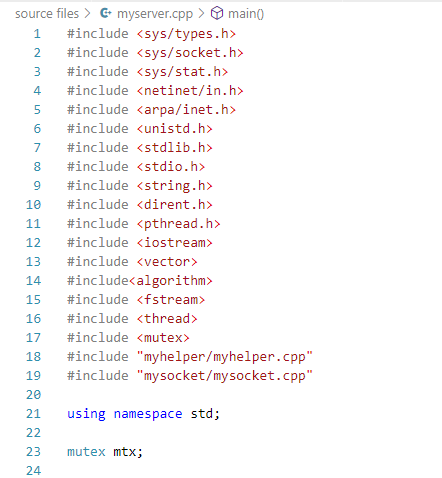 source files > myserver.cpp > main()
1 #include <sys/types.h>
2 #include <sys/socket.h>
3 #include <sys/stat.h>
4 #include <netinet/in.h>
5 #include <arpa/inet.h>
6 #include <unistd.h>
7 #include <stdlib.h>
8 #include <stdio.h>
9 #include <string.h>
10 #include <dirent.h>
11 #include <pthread.h>
12 #include <iostream>
13 #include <vector>
14 #include<algorithm>
15 #include <fstream>
16 #include <thread>
17 #include <mutex>
18 #include "myhelper/myhelper.cpp"
19 #include "mysocket/mysocket.cpp"
20
21 using namespace std;
22
23 mutex mtx;
24